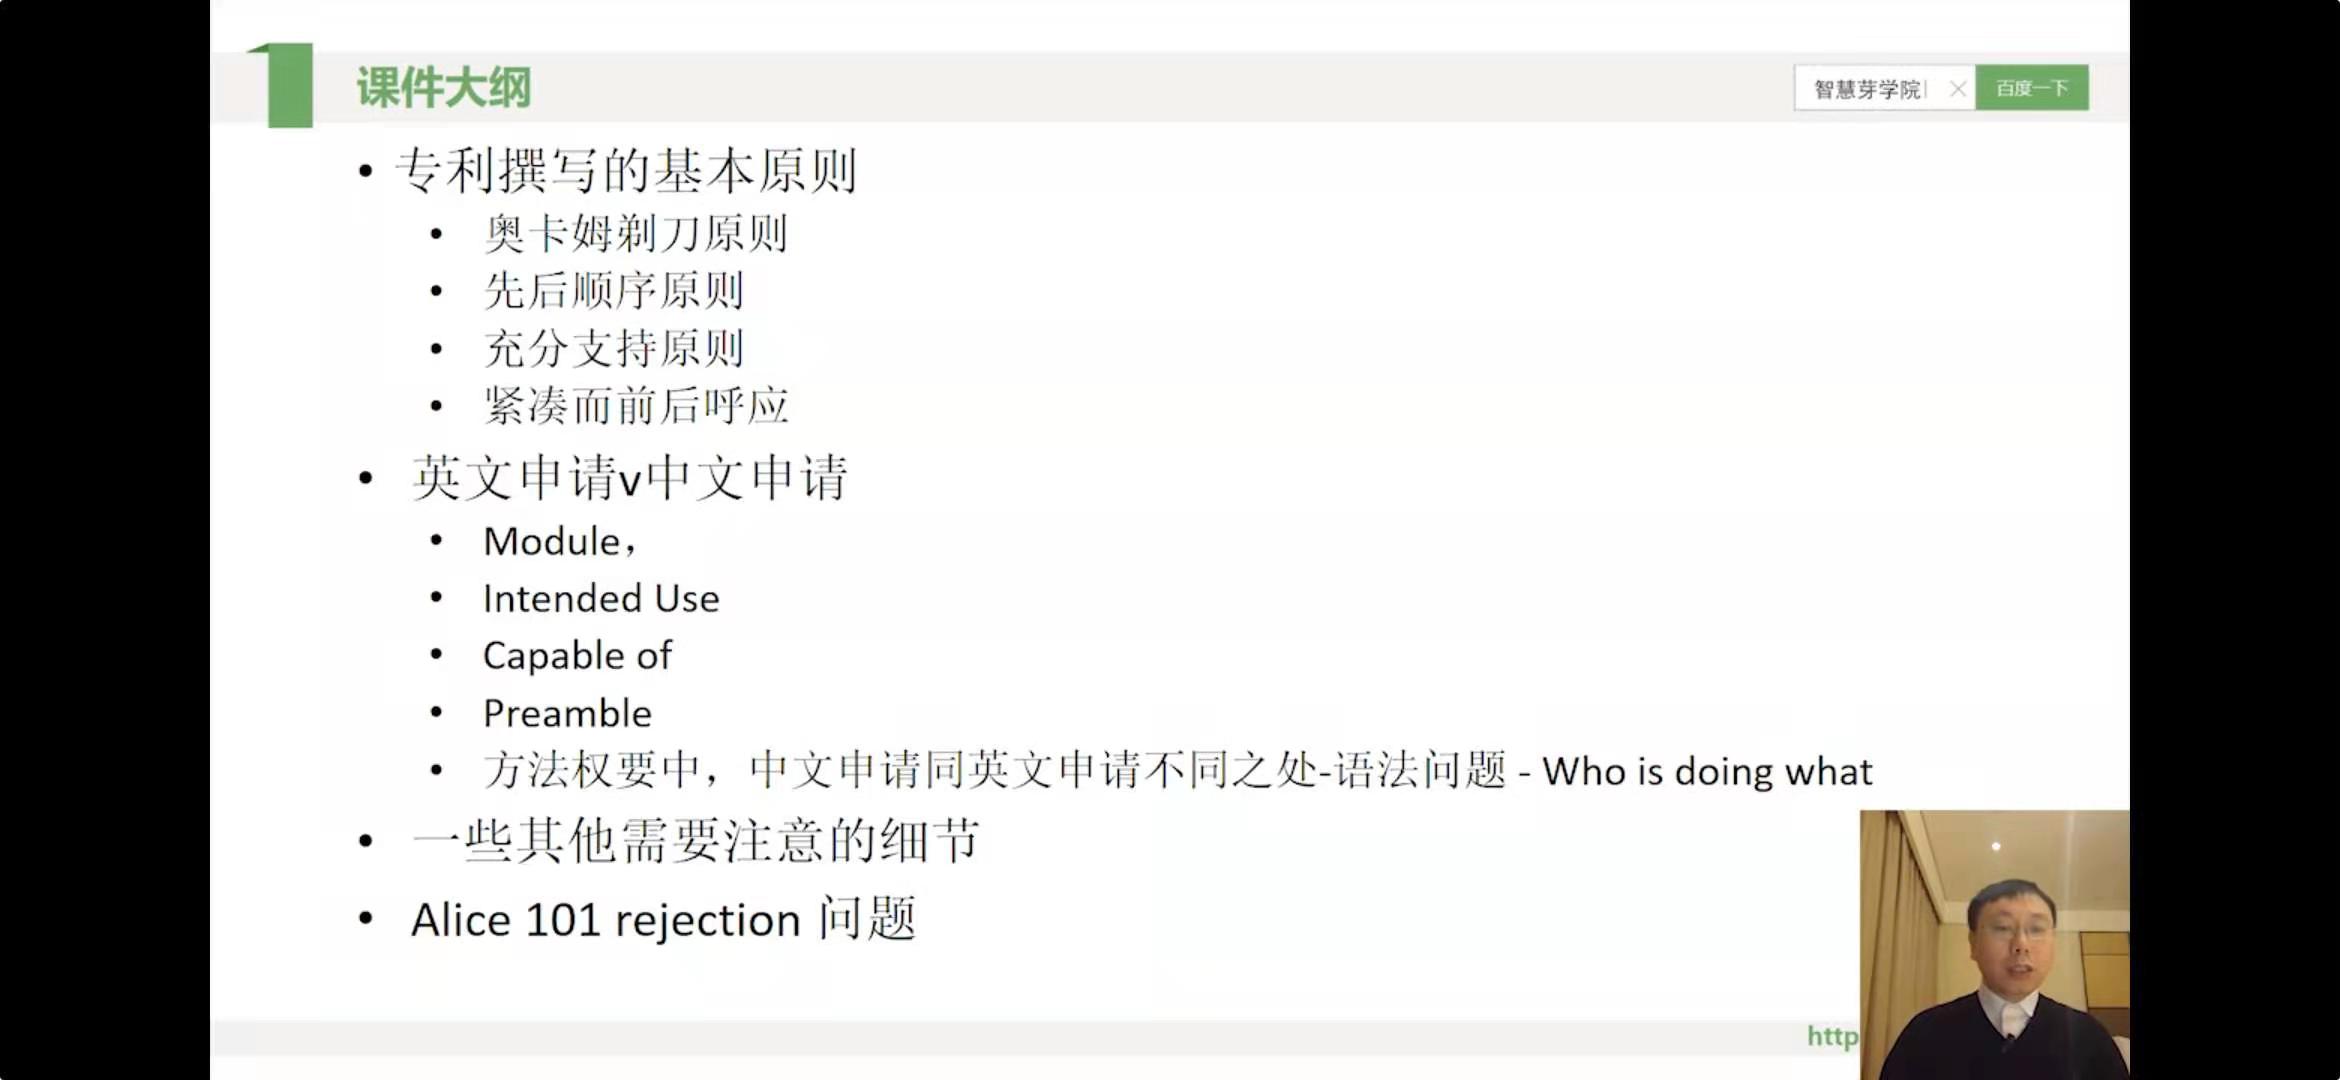 1 课件大纲
智慧芽学院 百度一下
• 专利撰写的基本原则
• 奥卡姆剃刀原则
• 先后顺序原则
• 充分支持原则
• 紧凑而前后呼应
• 英文申请v中文申请
• Module，
• Intended Use
• Capable of
• Preamble
• 方法权要中，中文申请同英文申请不同之处-语法问题 - Who is doing what
• 一些其他需要注意的细节
• Alice 101 rejection 问题
http